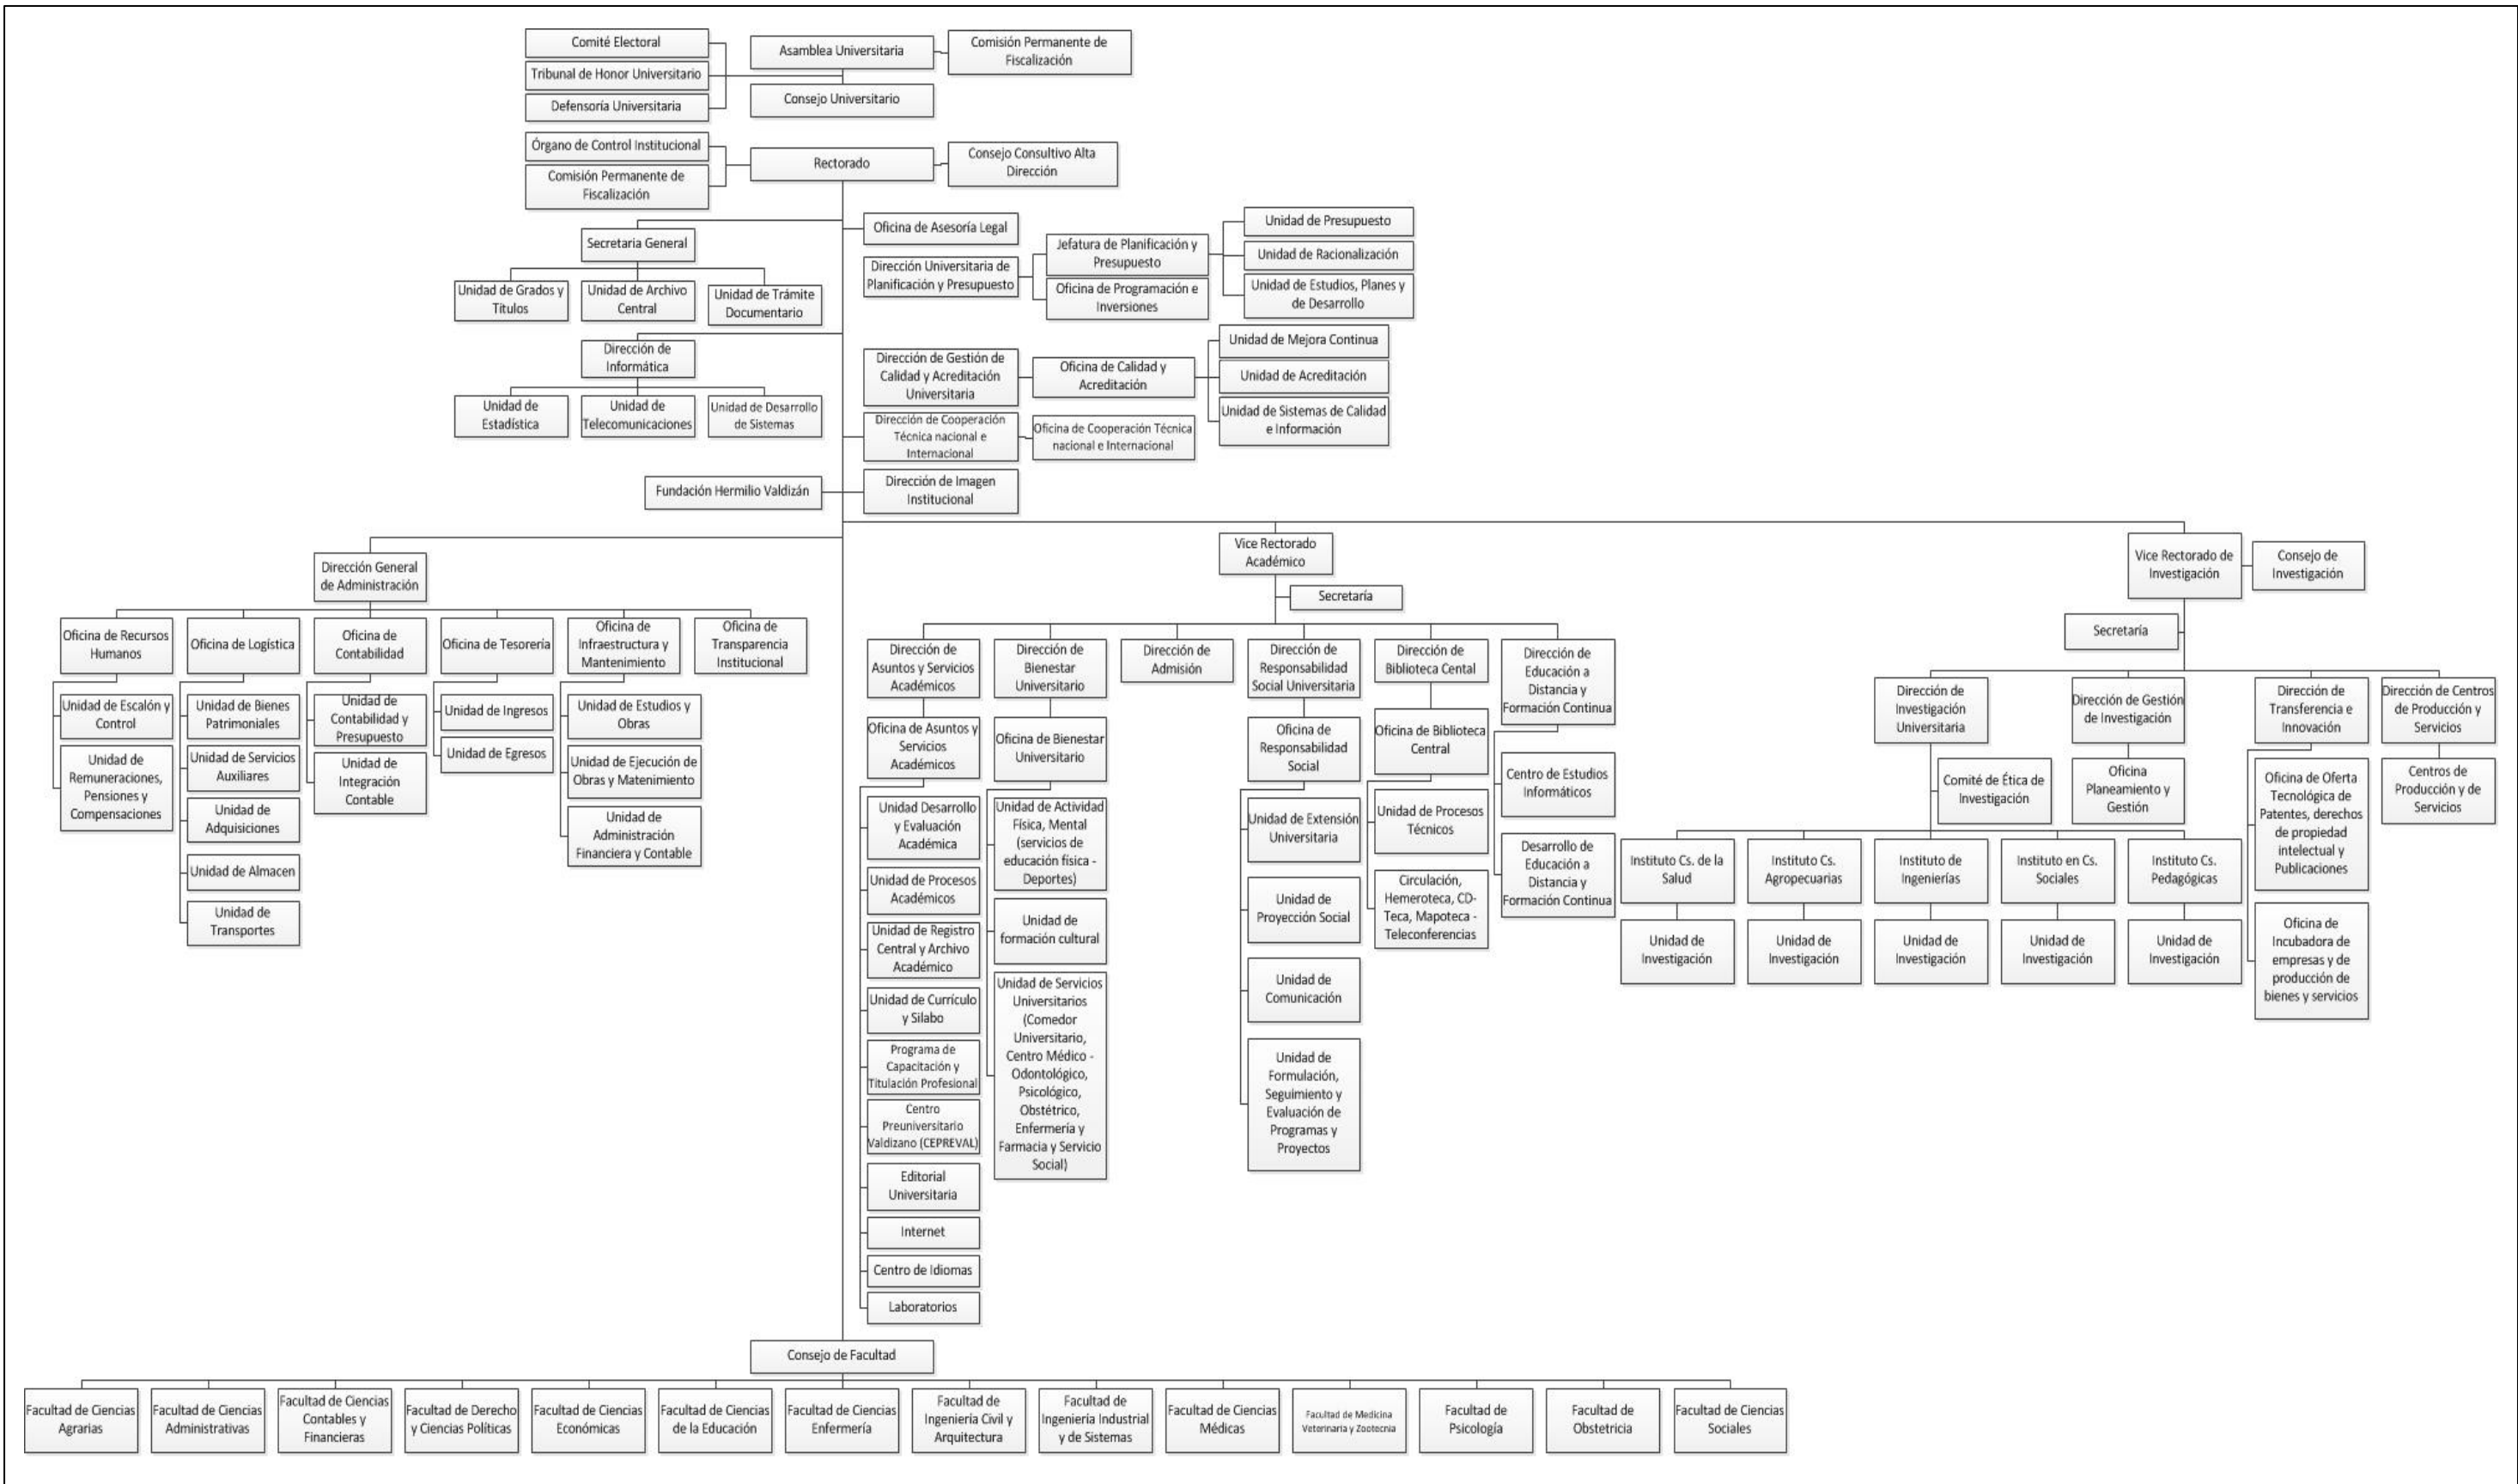 Comité Electoral
Tribunal de Honor Universitario
Defensoría Universitaria
Asamblea Universitaria
Comisión Permanente de
Fiscalización
Consejo Universitario
Órgano de Control Institucional
Comisión Permanente de
Fiscalización
Rectorado
Consejo Consultivo Alta
Dirección
Secretaria General
Unidad de Grados y
Titulos
Unidad de Archivo
Central
Unidad de Trámite
Documentario
Oficina de Asesoría Legal
Dirección Universitaria de
Planificación y Presupuesto
Jefatura de Planificación y
Presupuesto
Oficina de Programación e
Inversiones
Unidad de Presupuesto
Unidad de Racionalización
Unidad de Estudios, Planes y
de Desarrollo
Dirección de
Informática
Unidad de
Estadística
Unidad de
Telecomunicaciones
Unidad de Desarrollo
de Sistemas
Dirección de Gestión de
Calidad y Acreditación
Universitaria
Oficina de Calidad y
Acreditación
Unidad de Mejora Continua
Unidad de Acreditación
Unidad de Sistemas de Calidad
e Información
Dirección de Cooperación
Técnica nacional e
Internacional
Oficina de Cooperación Técnica
nacional e Internacional
Fundación Hermilio Valdizán
Dirección de Imagen
Institucional
Dirección General
de Administración
Oficina de Recursos
Humanos
Unidad de Escalón y
Control
Unidad de
Remuneraciones,
Pensiones y
Compensaciones
Oficina de Logística
Unidad de Bienes
Patrimoniales
Unidad de Servicios
Auxiliares
Unidad de
Adquisiciones
Unidad de Almacen
Unidad de
Transportes
Oficina de
Contabilidad
Unidad de
Contabilidad y
Presupuesto
Unidad de
Integración
Contable
Oficina de Tesorería
Unidad de Ingresos
Unidad de Egresos
Oficina de
Infraestructura y
Mantenimiento
Unidad de Estudios y
Obras
Unidad de Ejecución de
Obras y Matenimiento
Unidad de
Administración
Financiera y Contable
Oficina de
Transparencia
Institucional
Vice Rectorado
Académico
Secretaría
Dirección de
Asuntos y Servicios
Académicos
Oficina de Asuntos y
Servicios
Académicos
Unidad Desarrollo
y Evaluación
Académica
Unidad de Procesos
Académicos
Unidad de Registro
Central y Archivo
Académico
Unidad de Currículo
y Silabo
Programa de
Capacitación y
Titulación Profesional
Centro
Preuniversitario
Valdizano (CEPREVAL)
Editorial
Universitaria
Internet
Centro de Idiomas
Laboratorios
Dirección de
Bienestar
Universitario
Oficina de Bienestar
Universitario
Unidad de Actividad
Física, Mental
(servicios de
educación física -
Deportes)
Unidad de
formación cultural
Unidad de Servicios
Universitarios
(Comedor
Universitario,
Centro Médico -
Odontológico,
Psicológico,
Obstétrico,
Enfermería y
Farmacia y Servicio
Social)
Dirección de
Admisión
Dirección de
Responsabilidad
Social Universitaria
Oficina de
Responsabilidad
Social
Unidad de Extensión
Universitaria
Unidad de
Proyección Social
Unidad de
Comunicación
Unidad de
Formulación,
Seguimiento y
Evaluación de
Programas y
Proyectos
Dirección de
Biblioteca Cental
Oficina de Biblioteca
Central
Unidad de Procesos
Técnicos
Circulación,
Hemeroteca, CD-
Teca, Mapoteca -
Teleconferencias
Dirección de
Educación a
Distancia y
Formación Continua
Centro de Estudios
Informáticos
Desarrollo de
Educación a
Distancia y
Formación Continua
Vice Rectorado de
Investigación
Consejo de
Investigación
Secretaría
Dirección de
Investigación
Universitaria
Comité de Ética de
Investigación
Instituto Cs. de la
Salud
Instituto Cs.
Agropecuarias
Instituto de
Ingenierías
Instituto en Cs.
Sociales
Instituto Cs.
Pedagógicas
Unidad de
Investigación
Unidad de
Investigación
Unidad de
Investigación
Unidad de
Investigación
Unidad de
Investigación
Dirección de Gestión
de Investigación
Oficina
Planeamiento y
Gestión
Dirección de
Transferencia e
Innovación
Oficina de Oferta
Tecnológica de
Patentes, derechos
de propiedad
intelectual y
Publicaciones
Oficina de
Incubadora de
empresas y de
producción de
bienes y servicios
Dirección de Centros
de Producción y
Servicios
Centros de
Producción y de
Servicios
Consejo de Facultad
Facultad de Ciencias
Agrarias
Facultad de Ciencias
Administrativas
Facultad de Ciencias
Contables y
Financieras
Facultad de Derecho
y Ciencias Políticas
Facultad de Ciencias
Económicas
Facultad de Ciencias
de la Educación
Facultad de Ciencias
Enfermería
Facultad de
Ingeniería Civil y
Arquitectura
Facultad de
Ingeniería Industrial
y de Sistemas
Facultad de Ciencias
Médicas
Facultad de Medicina
Veterinaria y Zootecnia
Facultad de
Psicología
Facultad de
Obstetricia
Facultad de Ciencias
Sociales